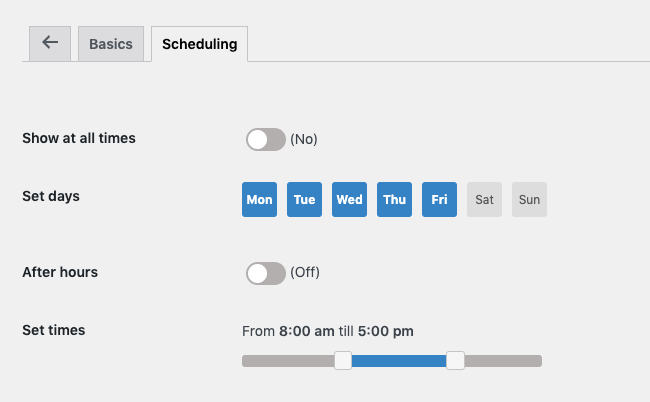 ← Basics Scheduling
Show at all times (No)
Set days Mon Tue Wed Thu Fri Sat Sun
After hours (Off)
Set times From 8:00 am till 5:00 pm